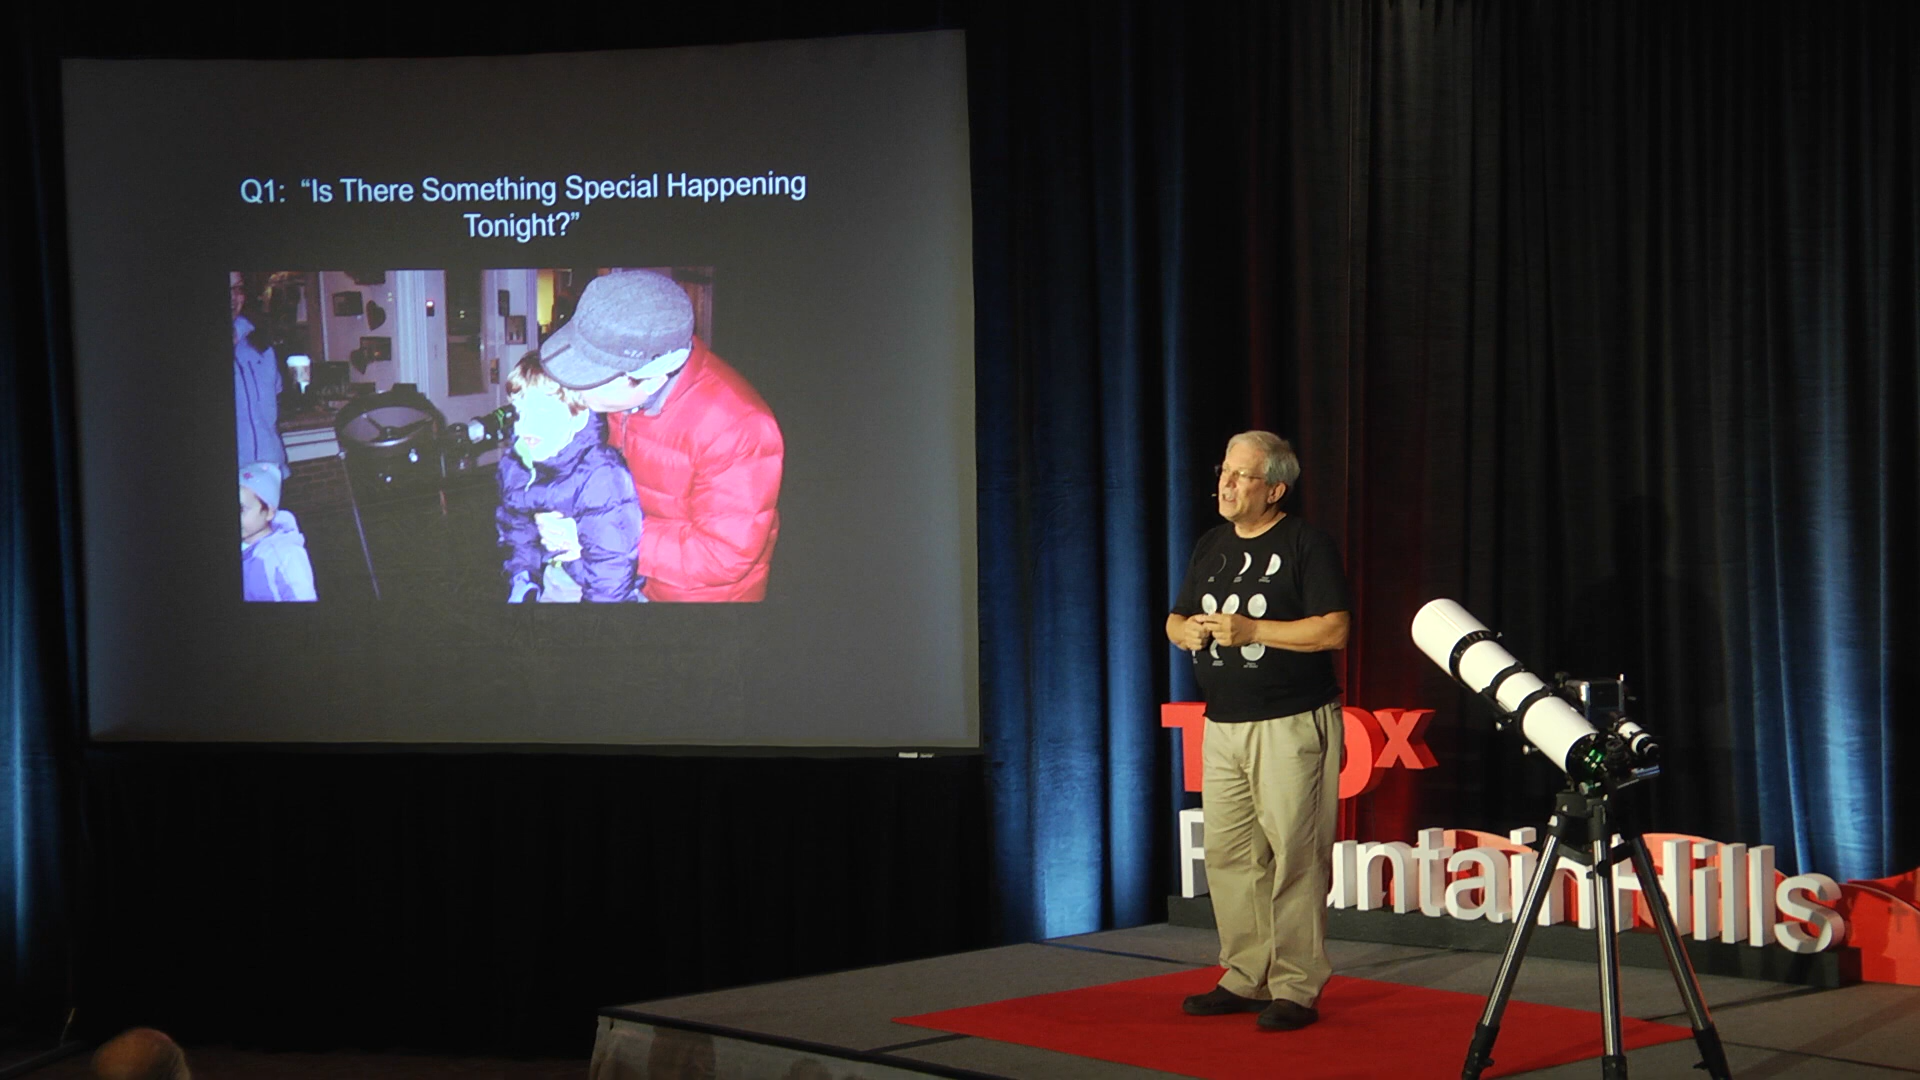 Q1: “Is There Something Special Happening
Tonight?”
TEDx
FountainHills